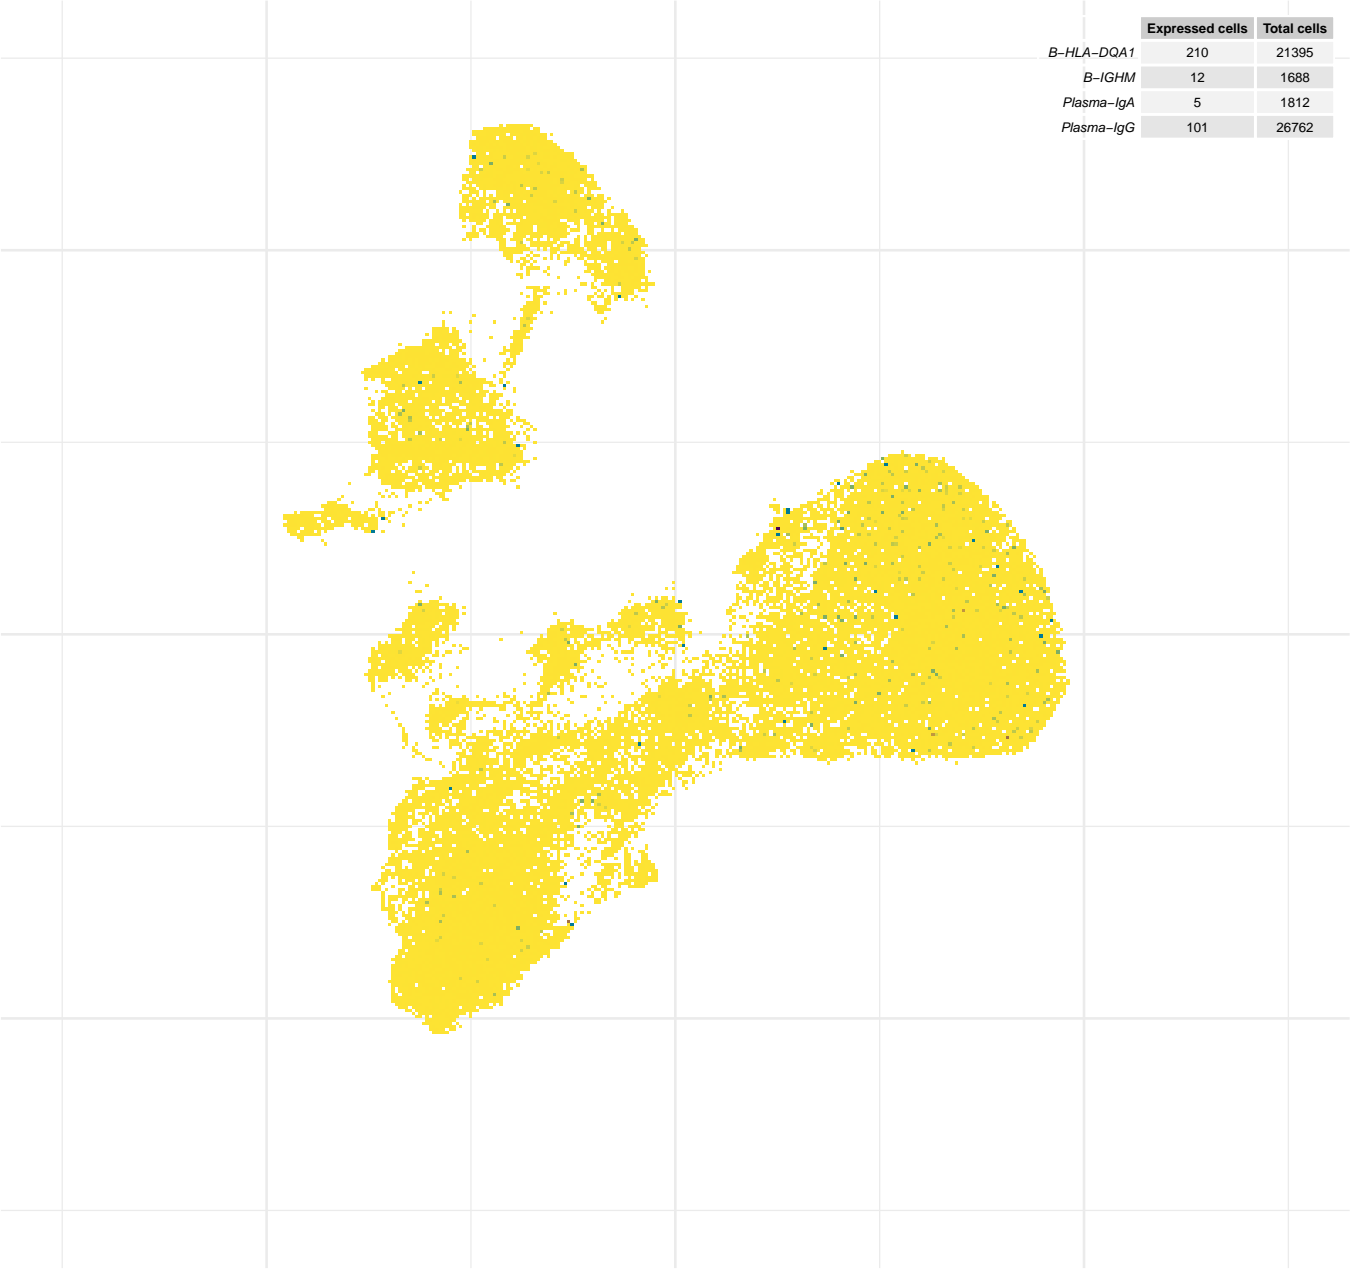 Expressed cells Total cells
B−HLA−DQA1 210 21395
B−IGHM 12 1688
Plasma−IgA 5 1812
Plasma−IgG 101 26762